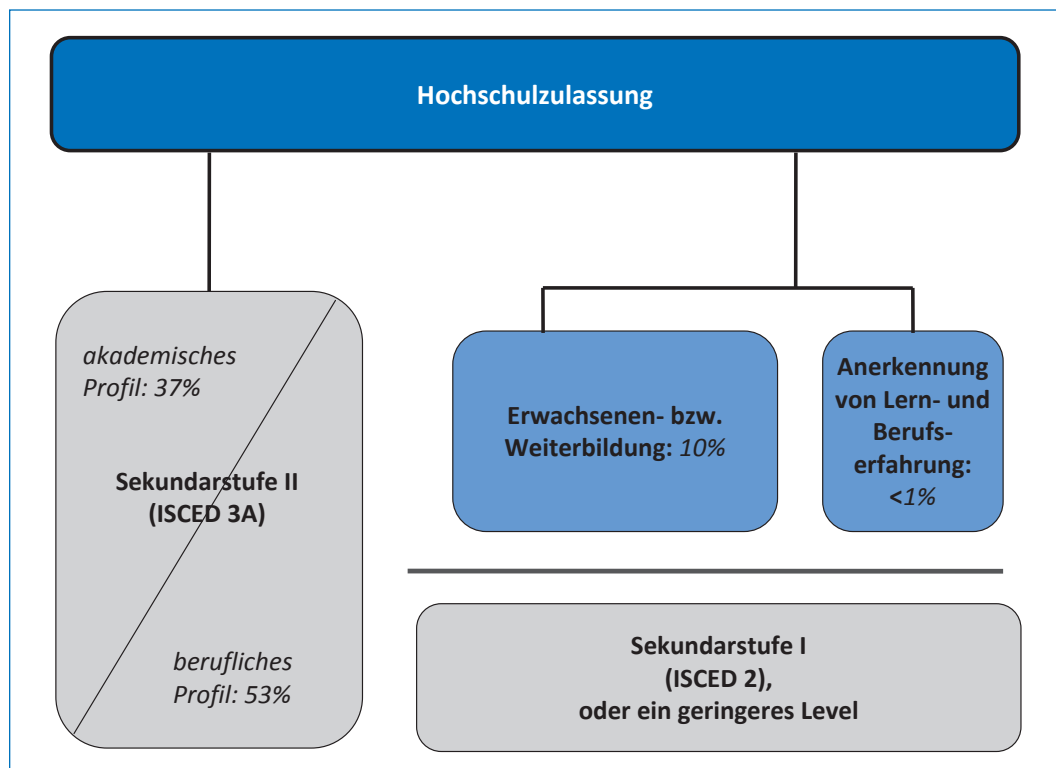 Hochschulzulassung
akademisches
Profil: 37%
Sekundarstufe II
(ISCED 3A)
berufliches
Profil: 53%
Erwachsenen- bzw.
Weiterbildung: 10%
Anerkennung
von Lern- und
Berufs-
erfahrung:
<1%
Sekundarstufe I
(ISCED 2),
oder ein geringeres Level